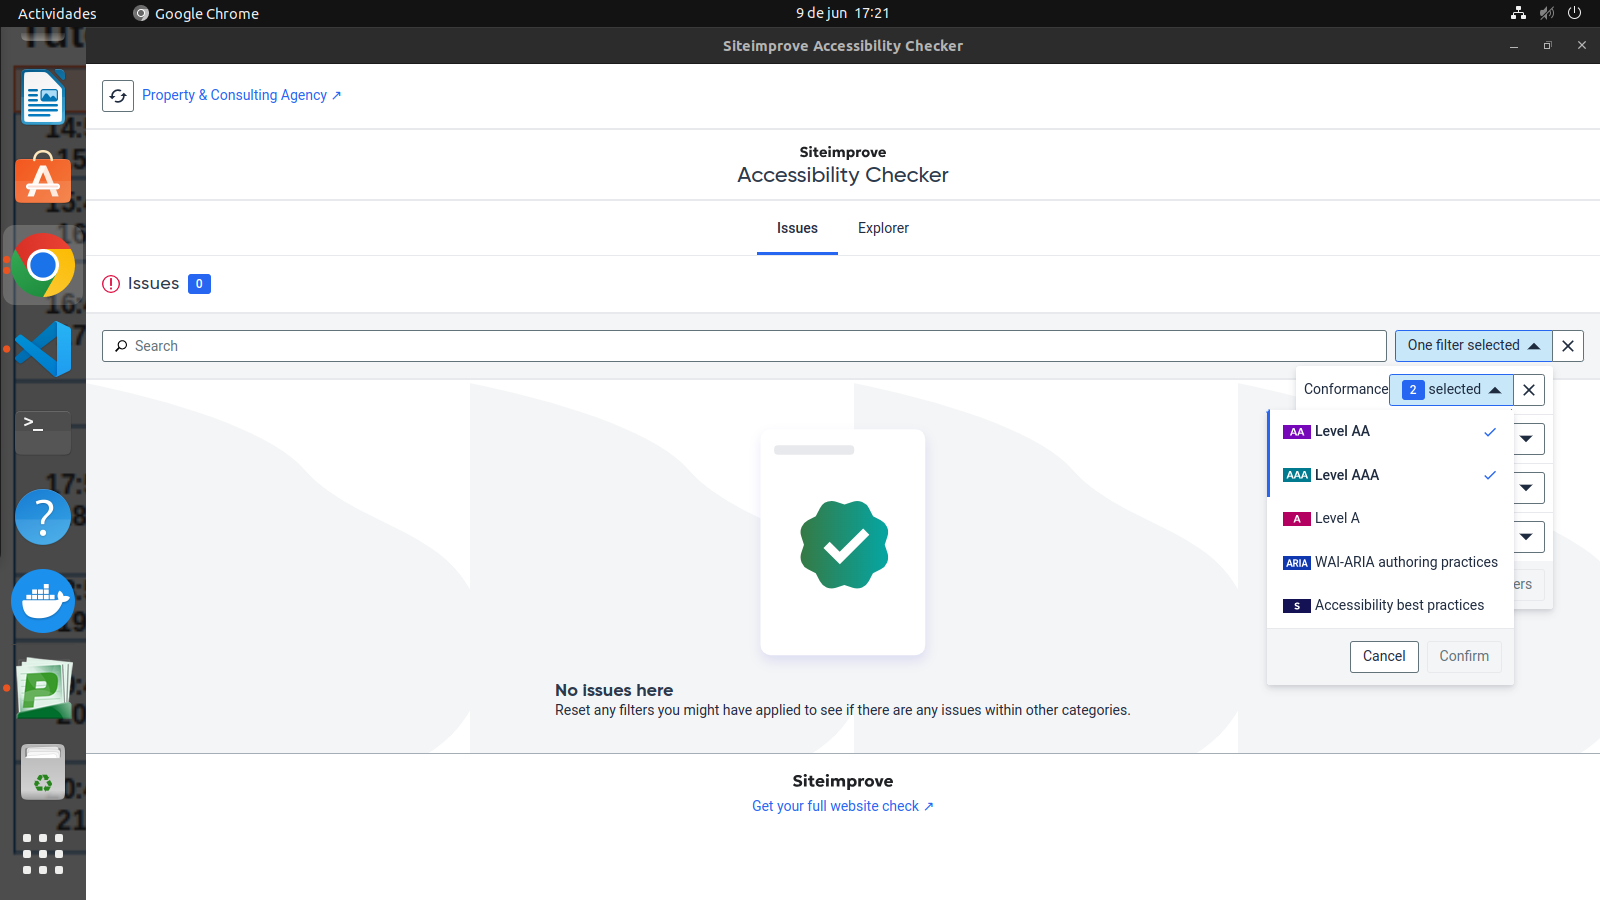 Actividades
Google Chrome
9 de jun 17:21
Siteimprove Accessibility Checker
Property & Consulting Agency ↗
Siteimprove
Accessibility Checker
Issues
Explorer
Issues 0
Search
One filter selected
Conformance 2 selected
AA Level AA
AAA Level AAA
A Level A
ARIA WAI-ARIA authoring practices
S Accessibility best practices
Cancel
Confirm
No issues here
Reset any filters you might have applied to see if there are any issues within other categories.
Siteimprove
Get your full website check ↗